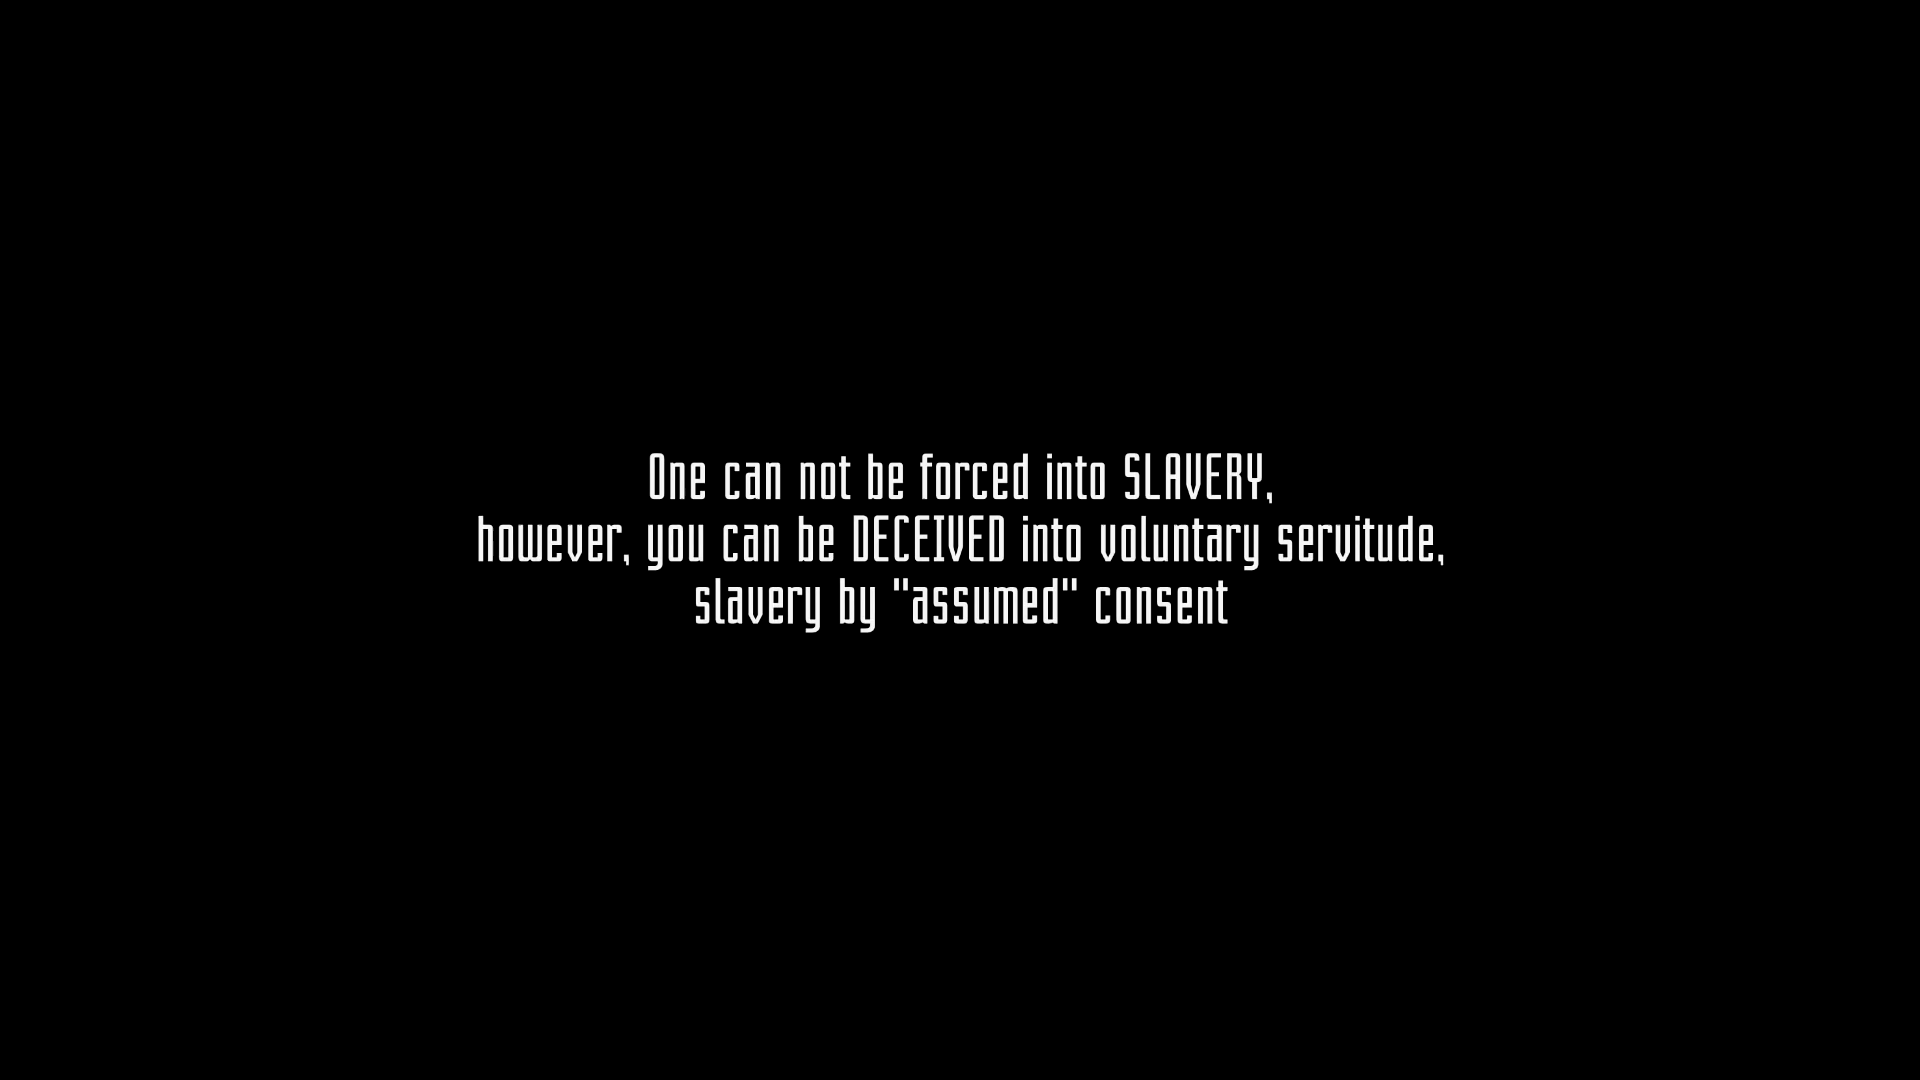 One can not be forced into SLAVERY,
however, you can be DECEIVED into voluntary servitude,
slavery by "assumed" consent